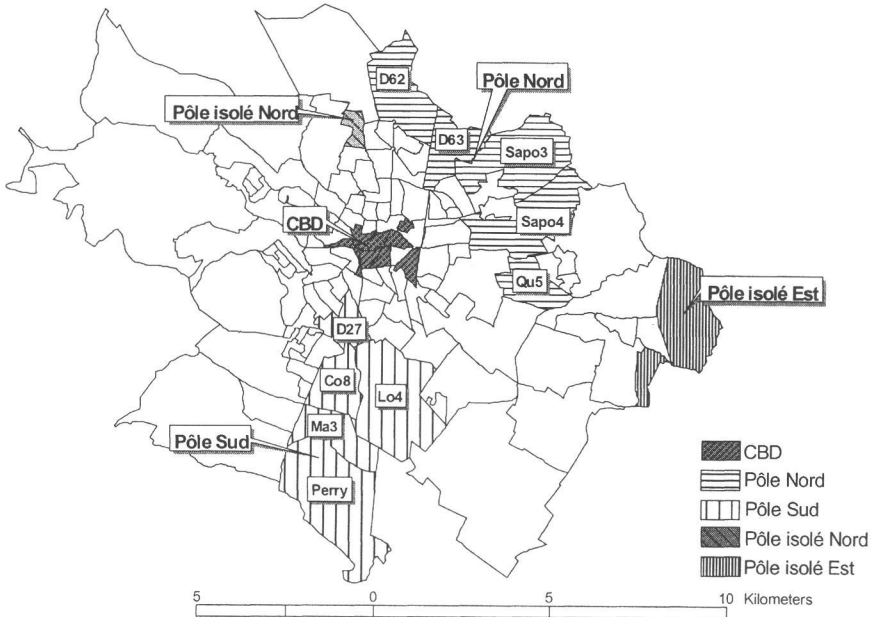 D62
Pôle Nord
Pôle isolé Nord
D63
Sapo3
CBD
Sapo4
Qu5
Pôle isolé Est
D27
Co8
Lo4
Ma3
Pôle Sud
Perry
CBD
Pôle Nord
Pôle Sud
Pôle isolé Nord
Pôle isolé Est
5 0 5 10 Kilometers